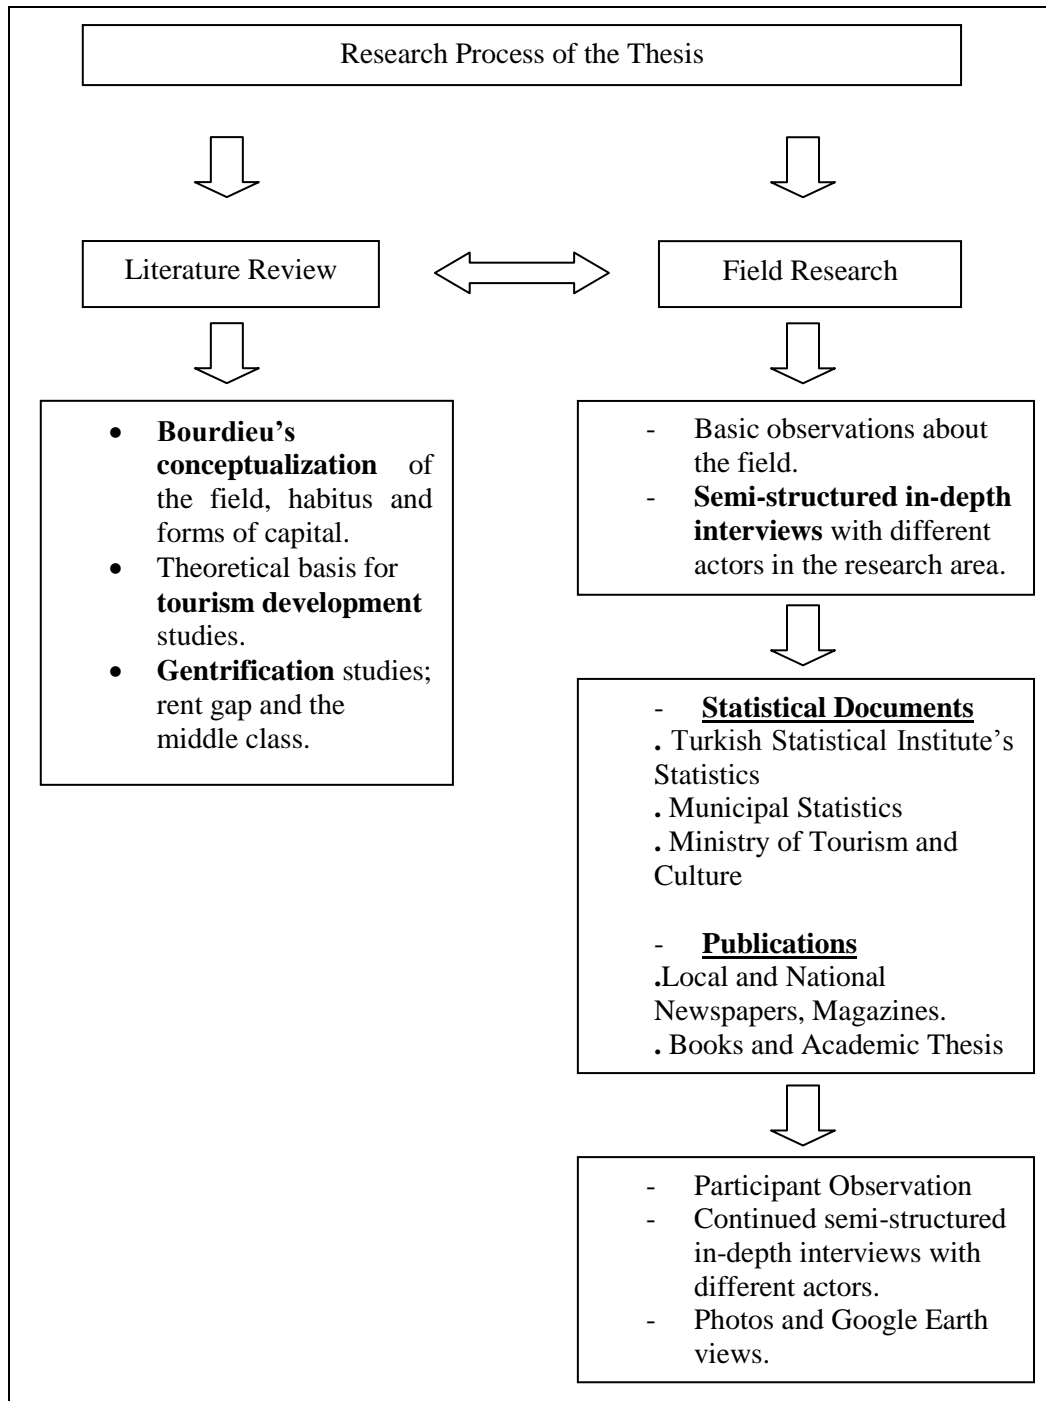 Research Process of the Thesis
Literature Review
Field Research
• Bourdieu’s
conceptualization of
the field, habitus and
forms of capital.
• Theoretical basis for
tourism development
studies.
• Gentrification studies;
rent gap and the
middle class.
- Basic observations about
the field.
- Semi-structured in-depth
interviews with different
actors in the research area.
- Statistical Documents
. Turkish Statistical Institute’s
Statistics
. Municipal Statistics
. Ministry of Tourism and
Culture
- Publications
.Local and National
Newspapers, Magazines.
. Books and Academic Thesis
- Participant Observation
- Continued semi-structured
in-depth interviews with
different actors.
- Photos and Google Earth
views.